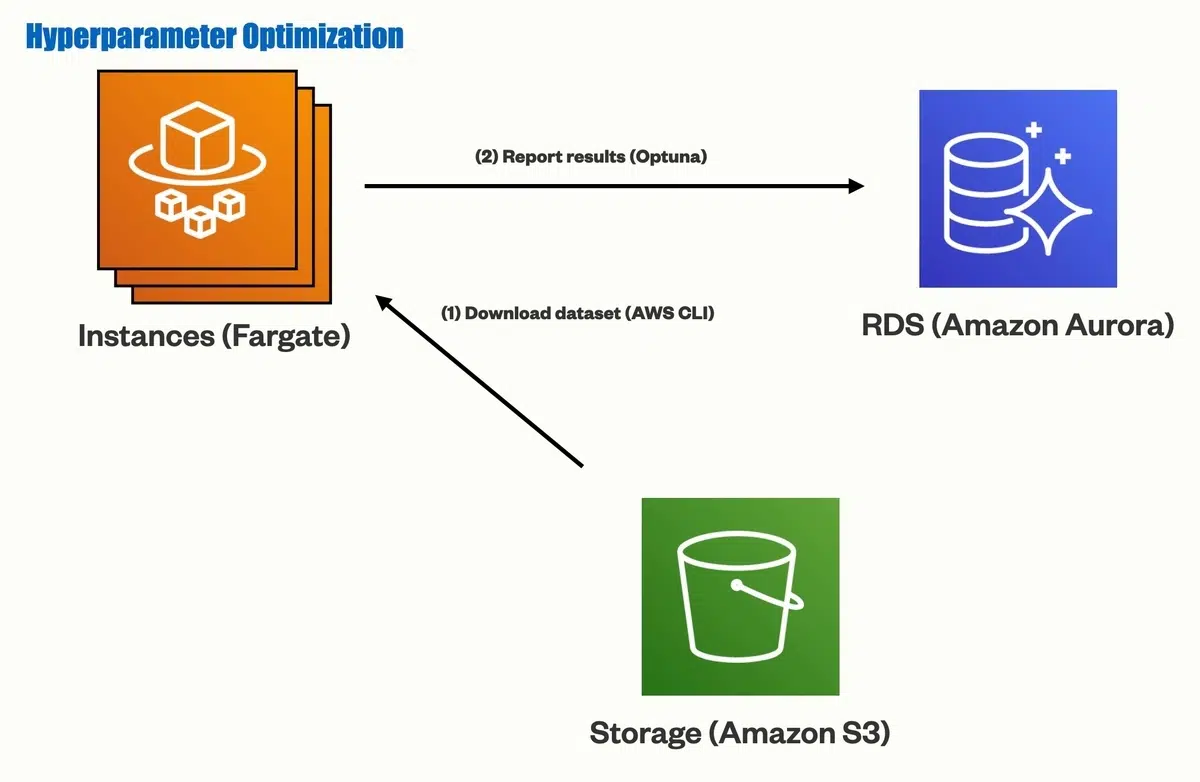 Hyperparameter Optimization
(2) Report results (Optuna)
Instances (Fargate)
RDS (Amazon Aurora)
(1) Download dataset (AWS CLI)
Storage (Amazon S3)